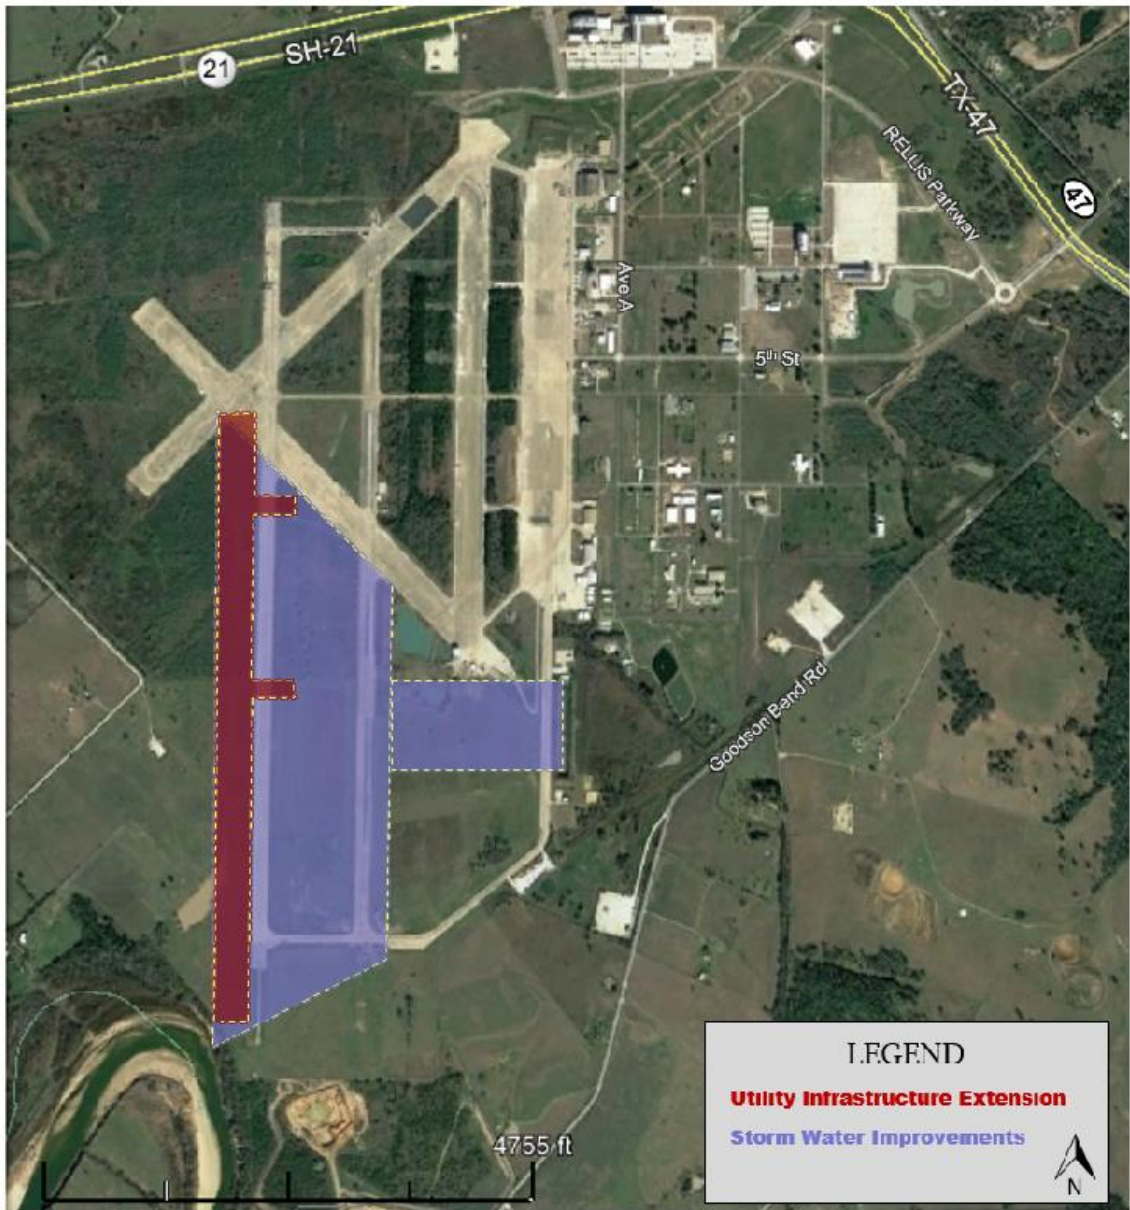 SH-21
21
TX-47
RELLIS Parkway
47
Ave A
5th St
Goodson Bend Rd
LEGEND
Utility Infrastructure Extension
Storm Water Improvements
4755 ft
N